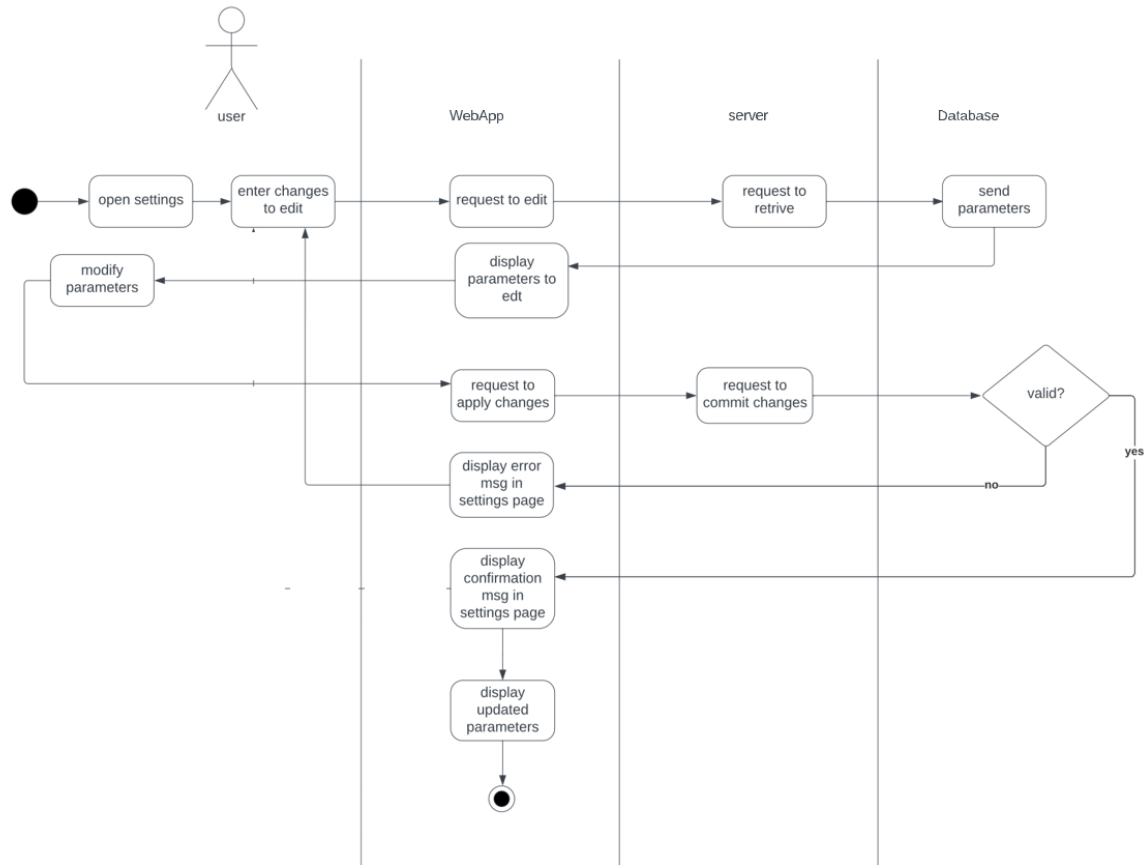 user
WebApp
server
Database
open settings
enter changes
to edit
request to edit
request to
retrive
send
parameters
modify
parameters
display
parameters to
edt
request to
apply changes
request to
commit changes
valid?
yes
display error
msg in
settings page
no
display
confirmation
msg in
settings page
display
updated
parameters